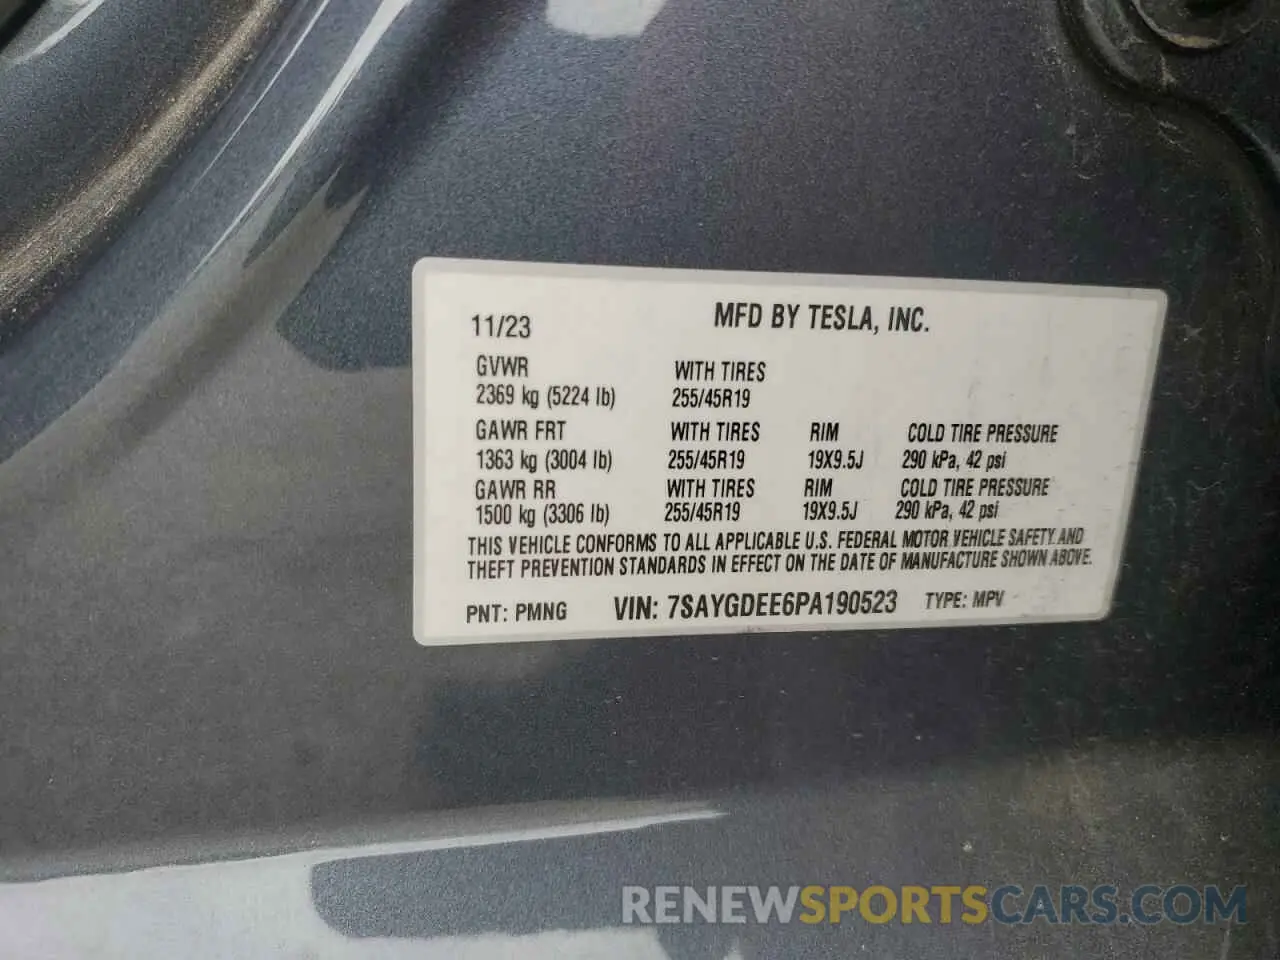 11/23 MFD BY TESLA, INC.
GVWR WITH TIRES
2369 kg (5224 lb) 255/45R19
GAWR FRT WITH TIRES RIM COLD TIRE PRESSURE
1363 kg (3004 lb) 255/45R19 19X9.5J 290 kPa, 42 psi
GAWR RR WITH TIRES RIM COLD TIRE PRESSURE
1500 kg (3306 lb) 255/45R19 19X9.5J 290 kPa, 42 psi
THIS VEHICLE CONFORMS TO ALL APPLICABLE U.S. FEDERAL MOTOR VEHICLE SAFETY AND
THEFT PREVENTION STANDARDS IN EFFECT ON THE DATE OF MANUFACTURE SHOWN ABOVE.
PNT: PMNG VIN: 7SAYGDEE6PA190523 TYPE: MPV
RENEWSPORTSCARS.COM